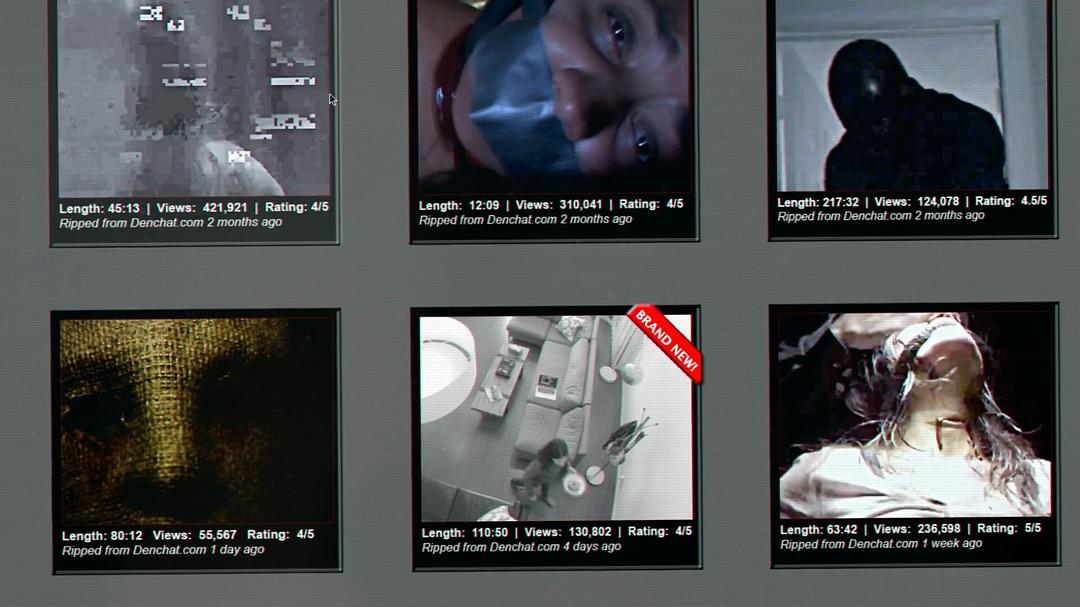 Length: 45:13 | Views: 421,921 | Rating: 4/5
Ripped from Denchat.com 2 months ago
Length: 12:09 | Views: 310,041 | Rating: 4/5
Ripped from Denchat.com 2 months ago
Length: 217:32 | Views: 124,078 | Rating: 4.5/5
Ripped from Denchat.com 2 months ago
BRAND NEW!
Length: 80:12 Views: 55,567 Rating: 4/5
Ripped from Denchat.com 1 day ago
Length: 110:50 | Views: 130,802 | Rating: 4/5
Ripped from Denchat.com 4 days ago
Length: 63:42 | Views: 236,598 | Rating: 5/5
Ripped from Denchat.com 1 week ago